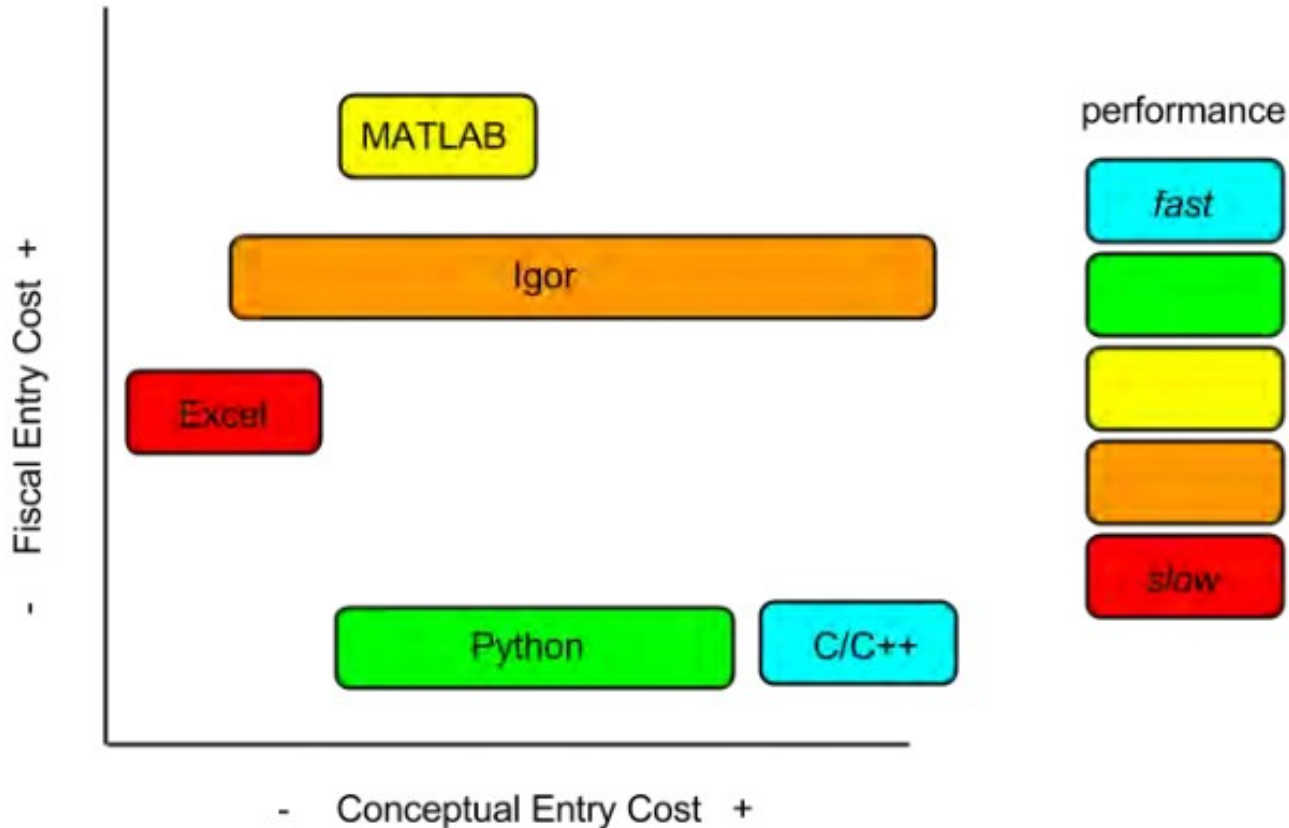 performance
MATLAB
fast
Igor
Excel
slow
Python
C/C++
- Fiscal Entry Cost +
- Conceptual Entry Cost +